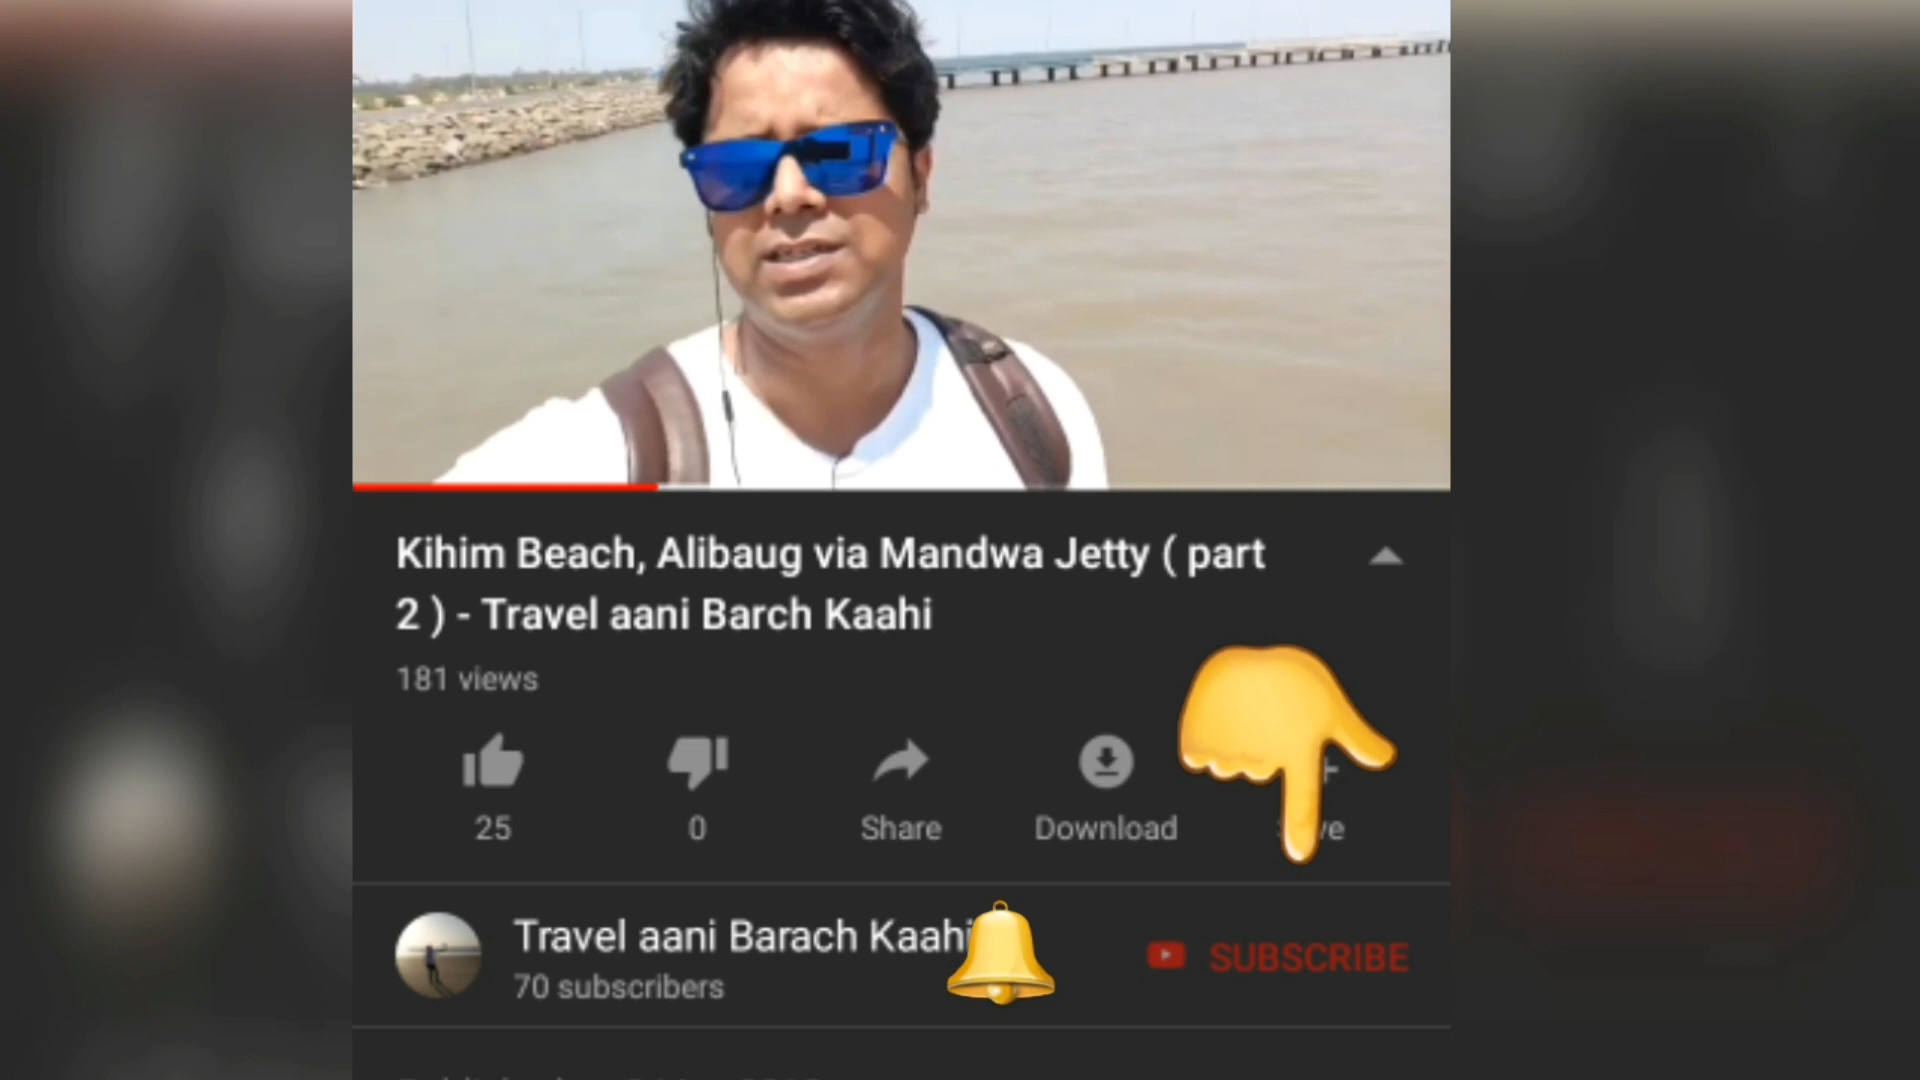 Kihim Beach, Alibaug via Mandwa Jetty ( part
2 ) - Travel aani Barch Kaahi
181 views
25
0
Share
Download
Travel aani Barach Kaahi
70 subscribers
SUBSCRIBE